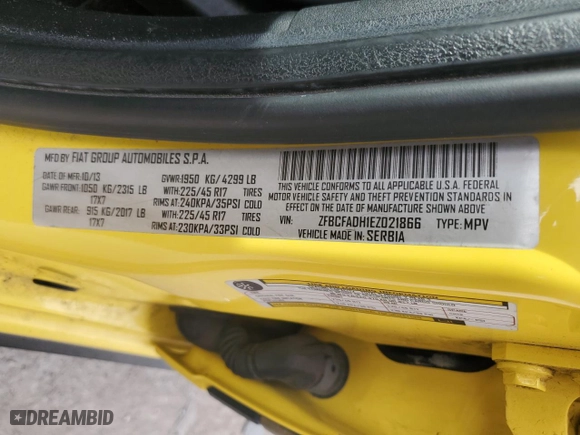 MFD BY FIAT GROUP AUTOMOBILES S.P.A.
DATE OF MFR: 10/13 GVWR: 1950 KG/ 4299 LB
GAWR FRONT: 1050 KG/2315 LB WITH: 225/45 R17 TIRES
17X7 RIMS AT: 240KPA/35PSI COLD
GAWR REAR: 915 KG/2017 LB WITH: 225/45 R17 TIRES
17X7 RIMS AT: 230KPA/33PSI COLD
THIS VEHICLE CONFORMS TO ALL APPLICABLE U.S.A. FEDERAL
MOTOR VEHICLE SAFETY AND THEFT PREVENTION STANDARDS
IN EFFECT ON THE DATE OF MANUFACTURE SHOWN ABOVE.
VIN: ZFBCFADH1EZ021866 TYPE: MPV
VEHICLE MADE IN: SERBIA
DREAMBID